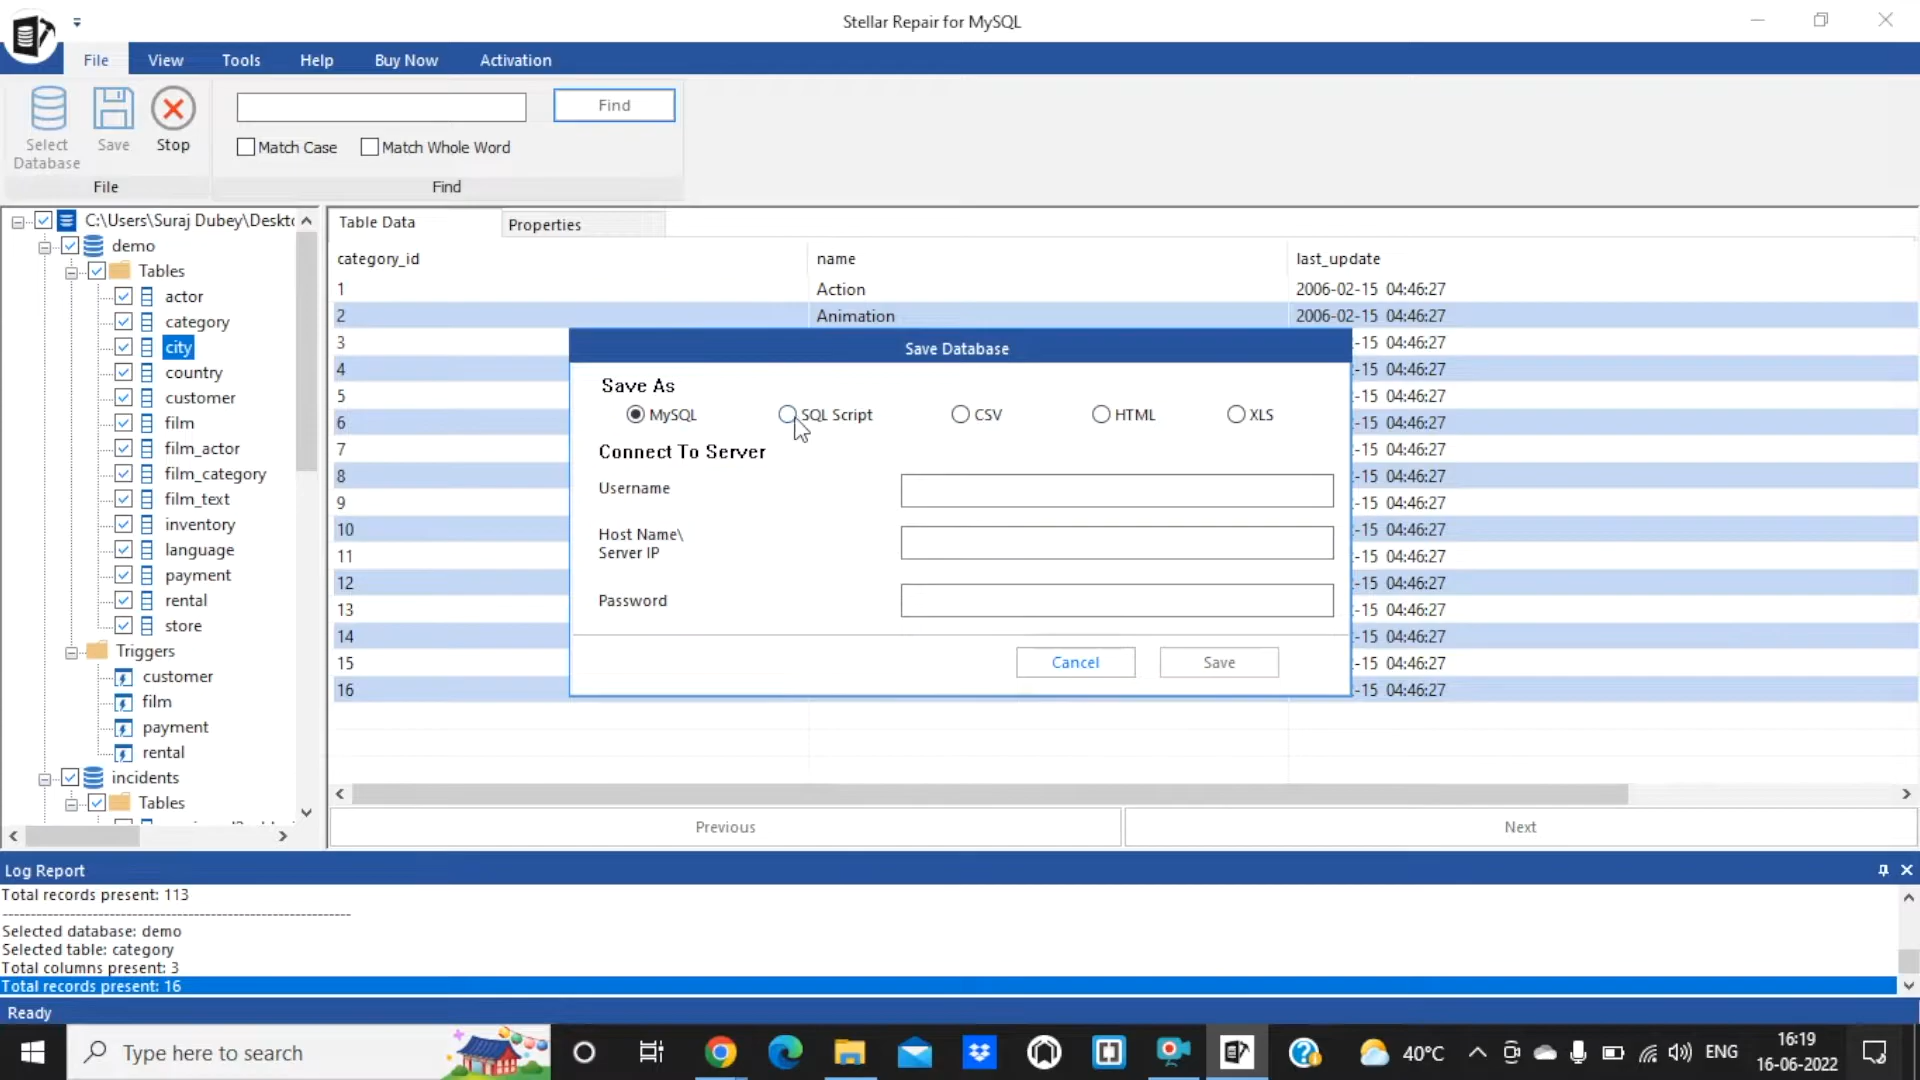 Stellar Repair for MySQL
File View Tools Help Buy Now Activation
Select Database
Save
Stop
Find
Match Case Match Whole Word
File
Find
C:\Users\Suraj Dubey\Deskto
demo
Tables
actor
category
city
country
customer
film
film_actor
film_category
film_text
inventory
language
payment
rental
store
Triggers
customer
film
payment
rental
incidents
Tables
Table Data Properties
category_id name last_update
1 Action 2006-02-15 04:46:27
2 Animation 2006-02-15 04:46:27
3 -15 04:46:27
4 -15 04:46:27
5 -15 04:46:27
6 -15 04:46:27
7 -15 04:46:27
8 -15 04:46:27
9 -15 04:46:27
10 -15 04:46:27
11 -15 04:46:27
12 -15 04:46:27
13 -15 04:46:27
14 -15 04:46:27
15 -15 04:46:27
16 -15 04:46:27
Save Database
Save As
MySQL SQL Script CSV HTML XLS
Connect To Server
Username
Host Name\
Server IP
Password
Cancel Save
Previous Next
Log Report
Total records present: 113
----------------------------------------------------------
Selected database: demo
Selected table: category
Total columns present: 3
Total records present: 16
Ready
Type here to search
40°C
ENG
16:19
16-06-2022